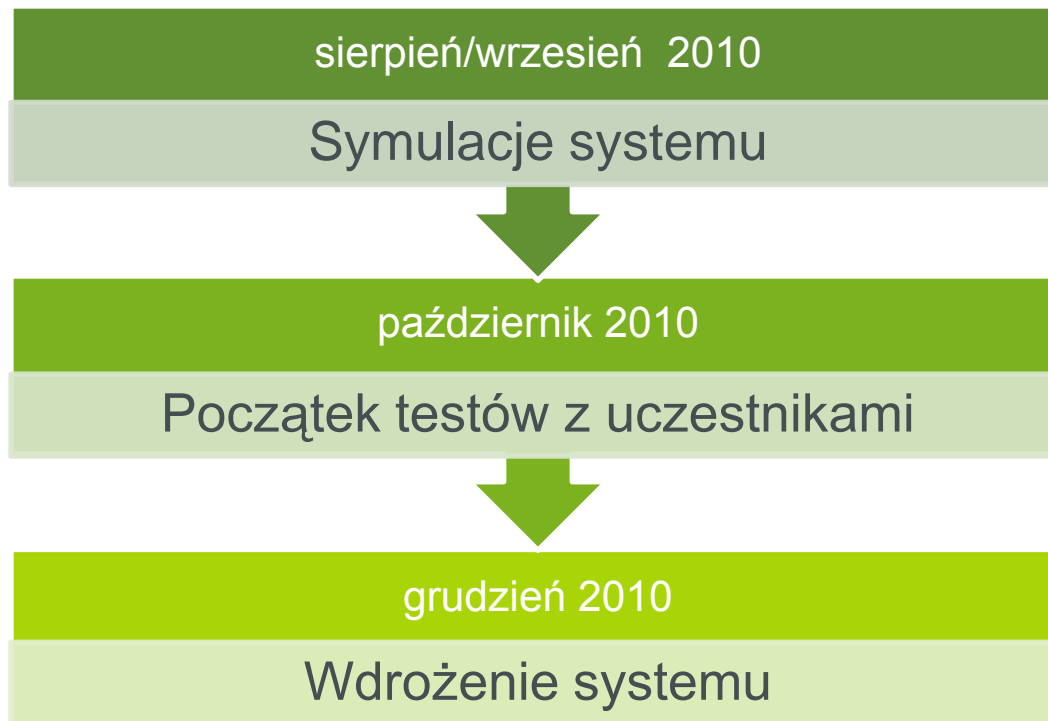 sierpień/wrzesień 2010
Symulacje systemu
październik 2010
Początek testów z uczestnikami
grudzień 2010
Wdrożenie systemu